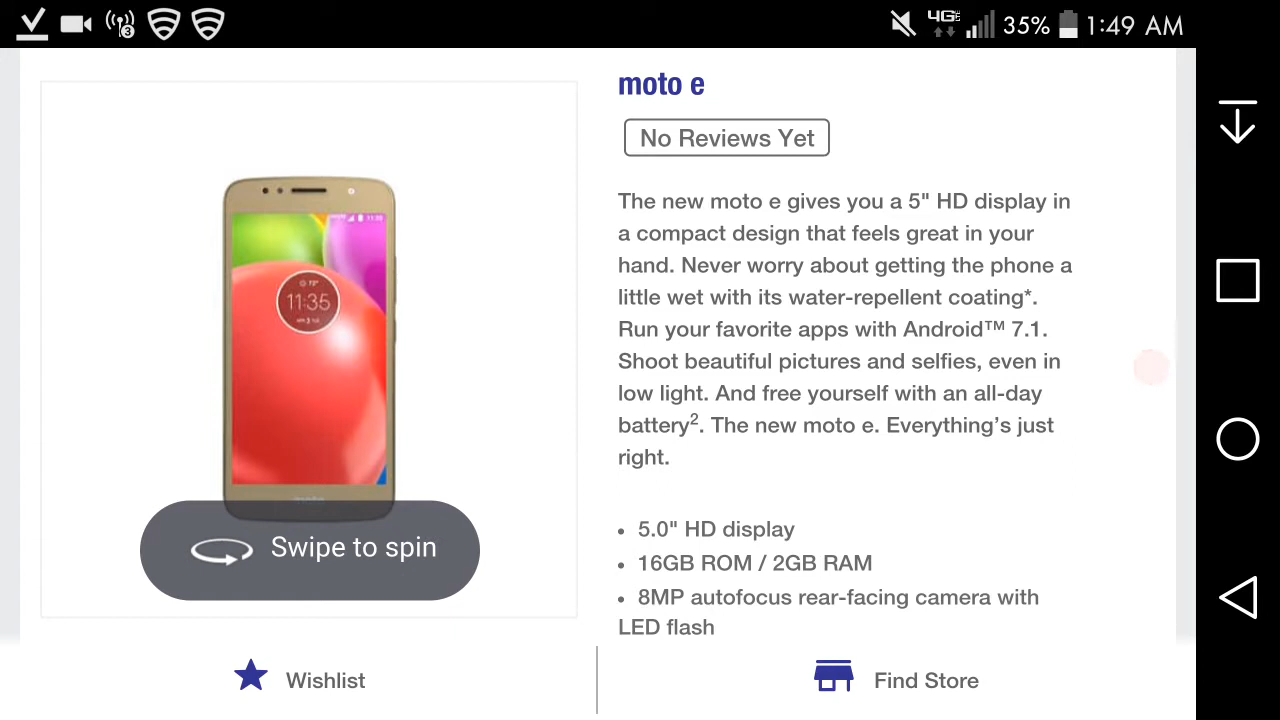 4G LTE 35% 1:49 AM
moto e
No Reviews Yet
The new moto e gives you a 5" HD display in
a compact design that feels great in your
hand. Never worry about getting the phone a
little wet with its water-repellent coating*.
Run your favorite apps with Android™ 7.1.
Shoot beautiful pictures and selfies, even in
low light. And free yourself with an all-day
battery². The new moto e. Everything’s just
right.
11:35
Swipe to spin
• 5.0" HD display
• 16GB ROM / 2GB RAM
• 8MP autofocus rear-facing camera with
LED flash
Wishlist
Find Store